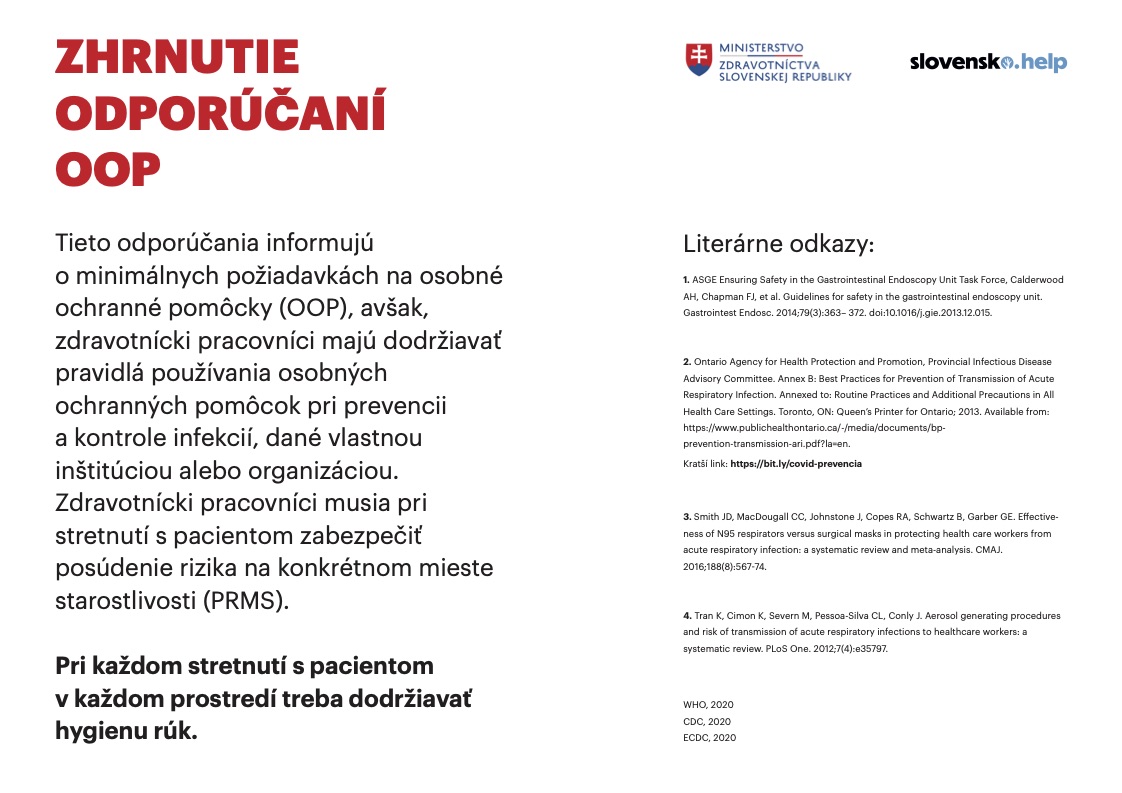 ZHRNUTIE
ODPORÚČANÍ
OOP
MINISTERSTVO
ZDRAVOTNÍCTVA
SLOVENSKEJ REPUBLIKY
slovensko.help
Tieto odporúčania informujú
o minimálnych požiadavkách na osobné
ochranné pomôcky (OOP), avšak,
zdravotnícki pracovníci majú dodržiavať
pravidlá používania osobných
ochranných pomôcok pri prevencii
a kontrole infekcií, dané vlastnou
inštitúciou alebo organizáciou.
Zdravotnícki pracovníci musia pri
stretnutí s pacientom zabezpečiť
posúdenie rizika na konkrétnom mieste
starostlivosti (PRMS).
Pri každom stretnutí s pacientom
v každom prostredí treba dodržiavať
hygienu rúk.
Literárne odkazy:
1. ASGE Ensuring Safety in the Gastrointestinal Endoscopy Unit Task Force, Calderwood
AH, Chapman FJ, et al. Guidelines for safety in the gastrointestinal endoscopy unit.
Gastrointest Endosc. 2014;79(3):363– 372. doi:10.1016/j.gie.2013.12.015.
2. Ontario Agency for Health Protection and Promotion, Provincial Infectious Disease
Advisory Committee. Annex B: Best Practices for Prevention of Transmission of Acute
Respiratory Infection. Annexed to: Routine Practices and Additional Precautions in All
Health Care Settings. Toronto, ON: Queen's Printer for Ontario; 2013. Available from:
https://www.publichealthontario.ca/-/media/documents/bp-
prevention-transmission-ari.pdf?la=en.
Kratší link: https://bit.ly/covid-prevencia
3. Smith JD, MacDougall CC, Johnstone J, Copes RA, Schwartz B, Garber GE. Effective-
ness of N95 respirators versus surgical masks in protecting health care workers from
acute respiratory infection: a systematic review and meta-analysis. CMAJ.
2016;188(8):567-74.
4. Tran K, Cimon K, Severn M, Pessoa-Silva CL, Conly J. Aerosol generating procedures
and risk of transmission of acute respiratory infections to healthcare workers: a
systematic review. PLoS One. 2012;7(4):e35797.
WHO, 2020
CDC, 2020
ECDC, 2020